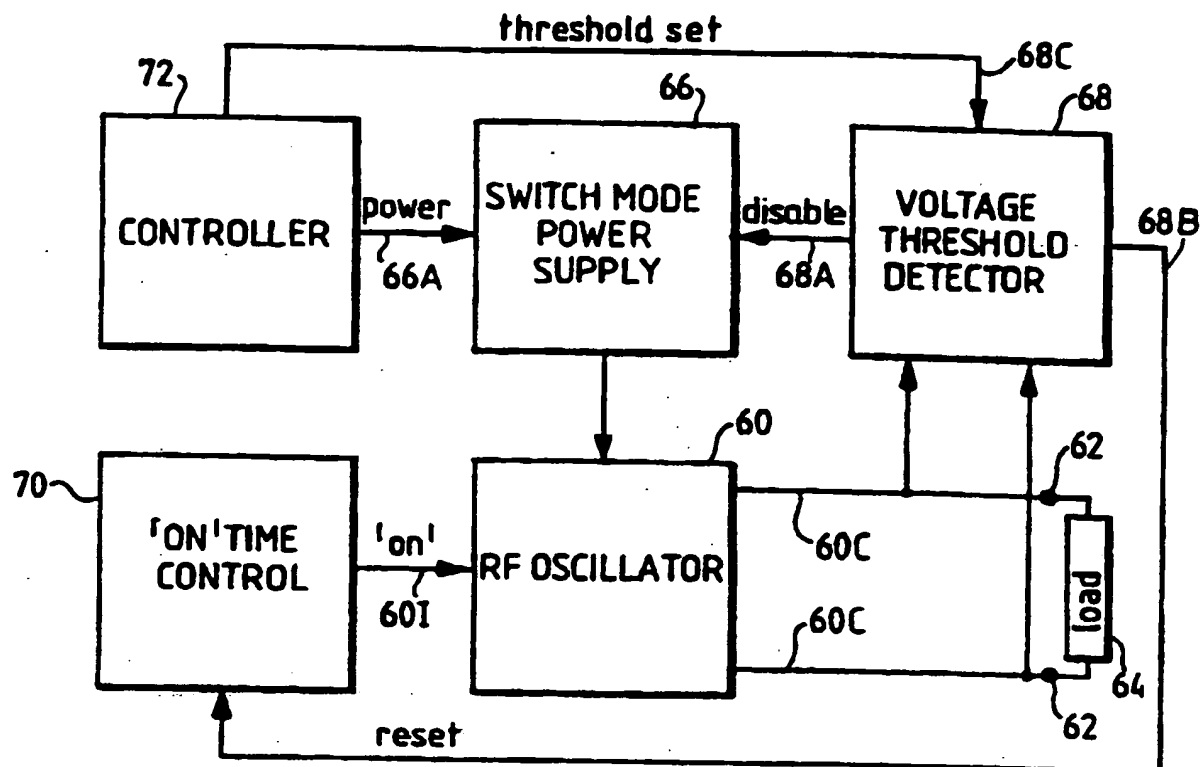 threshold set
68C
72
66
68
CONTROLLER
power
66A
SWITCH MODE
POWER
SUPPLY
disable
68A
VOLTAGE
THRESHOLD
DETECTOR
68B
60
62
70
'ON' TIME
CONTROL
'on'
60I
RF OSCILLATOR
60C
60C
load
64
62
reset